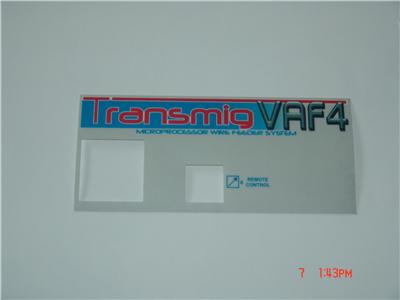 Transmig VAF4
MICROPROCESSOR WIRE FEEDER SYSTEM
REMOTE
CONTROL
7 1:43PM